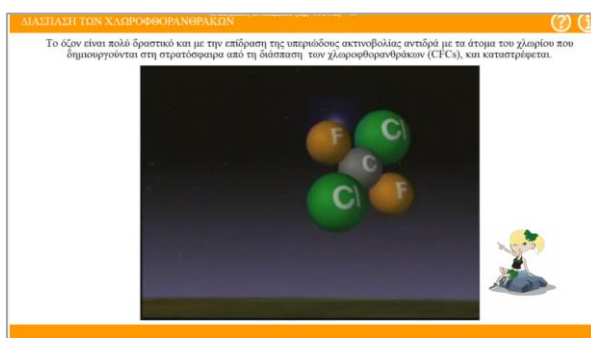 ΔΙΑΣΠΑΣΗ ΤΩΝ ΧΛΩΡΟΦΘΟΡΑΝΘΡΑΚΩΝ
?
i
Το όζον είναι πολύ δραστικό και με την επίδραση της υπεριώδους ακτινοβολίας αντιδρά με τα άτομα του χλωρίου που
δημιουργούνται στη στρατόσφαιρα από τη διάσπαση των χλωροφθορανθράκων (CFCs), και καταστρέφεται.
F
Cl
C
Cl
F